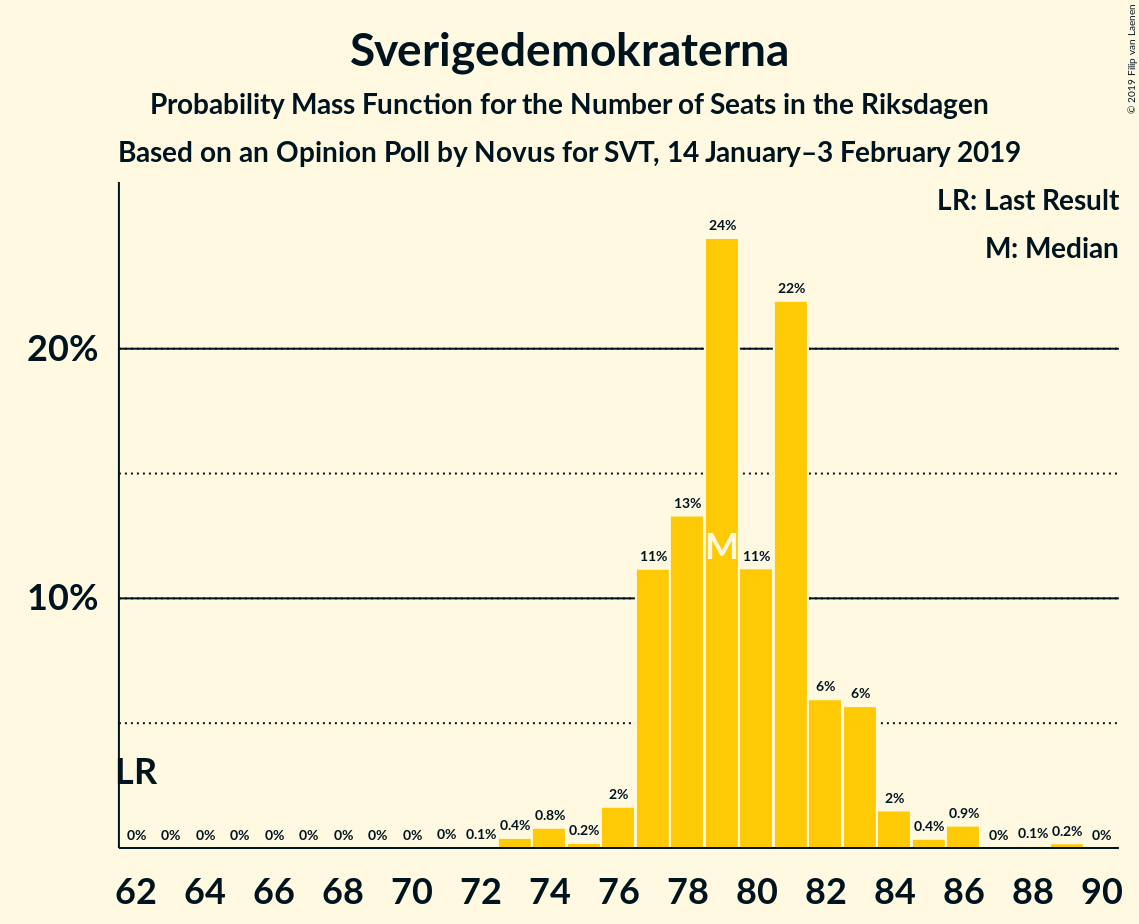 Sverigedemokraterna
Probability Mass Function for the Number of Seats in the Riksdagen
Based on an Opinion Poll by Novus for SVT, 14 January–3 February 2019
© 2019 Filip van Laenen
LR: Last Result
M: Median
20%
10%
LR
M
0% 0% 0% 0% 0% 0% 0% 0% 0% 0% 0.1% 0.4% 0.8% 0.2% 2% 11% 13% 24% 11% 22% 6% 6% 2% 0.4% 0.9% 0% 0.1% 0.2% 0%
62 64 66 68 70 72 74 76 78 80 82 84 86 88 90